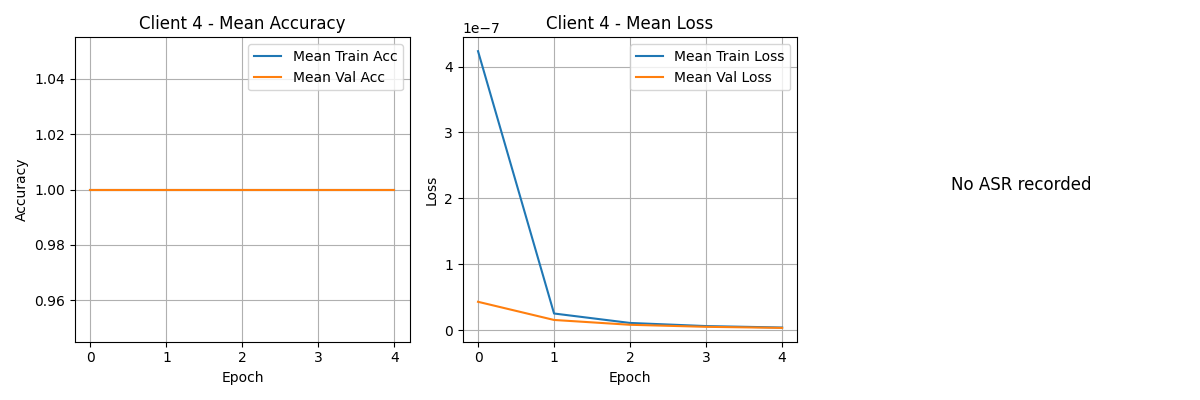 Client 4 - Mean Accuracy
Mean Train Acc
Mean Val Acc
1.04
1.02
1.00
0.98
0.96
Accuracy
0 1 2 3 4
Epoch
Client 4 - Mean Loss
1e−7
Mean Train Loss
Mean Val Loss
4
3
2
1
0
Loss
0 1 2 3 4
Epoch
No ASR recorded